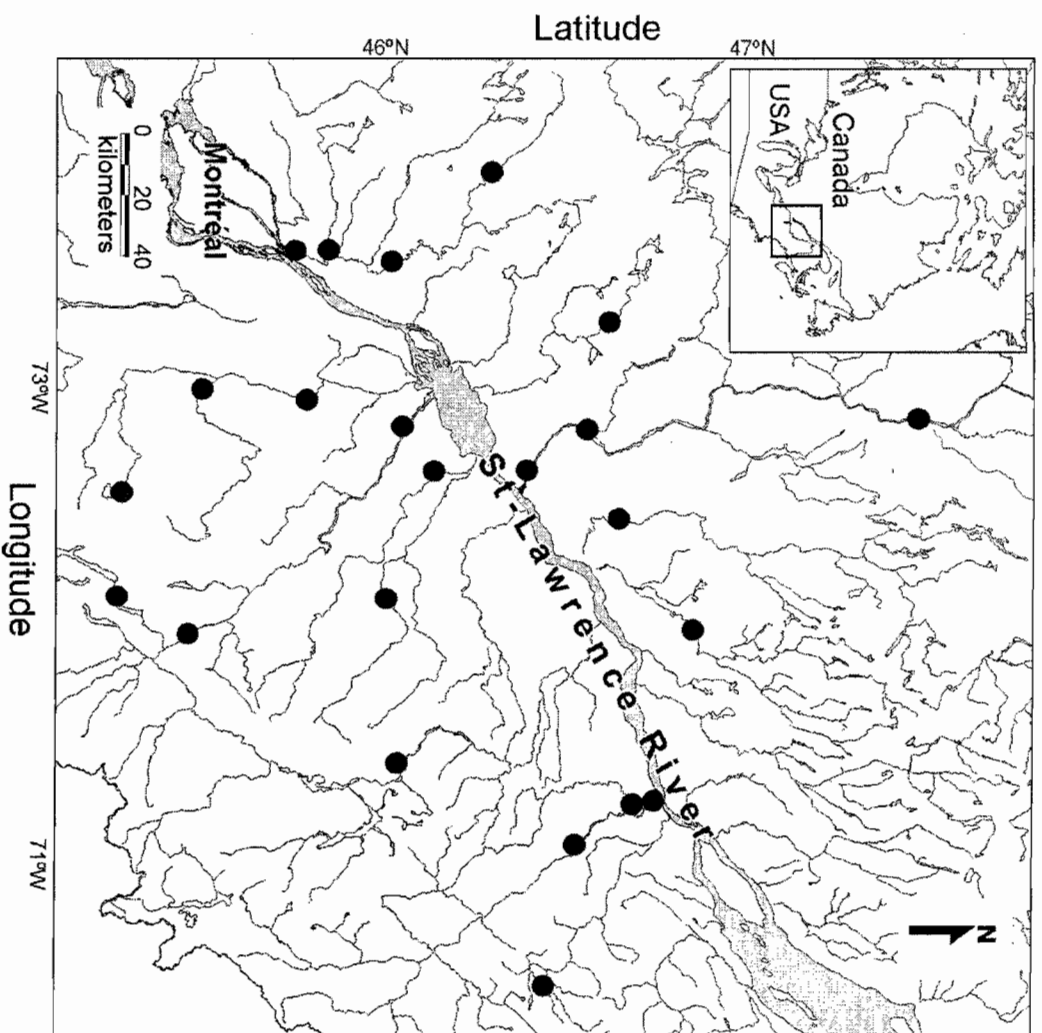 Latitude
46ºN
47ºN
Canada
USA
Montréal
0 20 40
kilometers
St-Lawrence River
73ºW
71ºW
Longitude
N